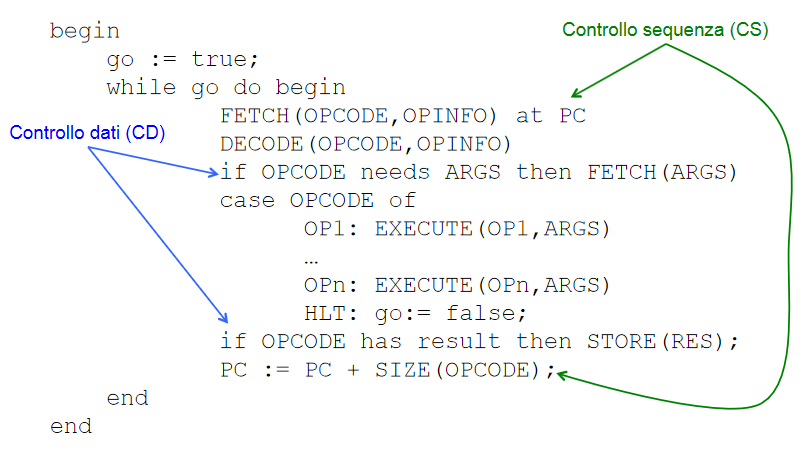 begin
Controllo sequenza (CS)
go := true;
while go do begin
FETCH(OPCODE,OPINFO) at PC
Controllo dati (CD)
DECODE(OPCODE,OPINFO)
if OPCODE needs ARGS then FETCH(ARGS)
case OPCODE of
OP1: EXECUTE(OP1,ARGS)
…
OPn: EXECUTE(OPn,ARGS)
HLT: go:= false;
if OPCODE has result then STORE(RES);
PC := PC + SIZE(OPCODE);
end
end